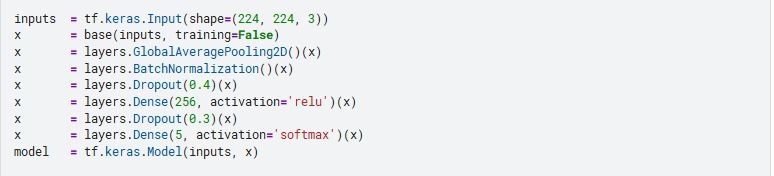 inputs  = tf.keras.Input(shape=(224, 224, 3))
x       = base(inputs, training=False)
x       = layers.GlobalAveragePooling2D()(x)
x       = layers.BatchNormalization()(x)
x       = layers.Dropout(0.4)(x)
x       = layers.Dense(256, activation='relu')(x)
x       = layers.Dropout(0.3)(x)
x       = layers.Dense(5, activation='softmax')(x)
model   = tf.keras.Model(inputs, x)